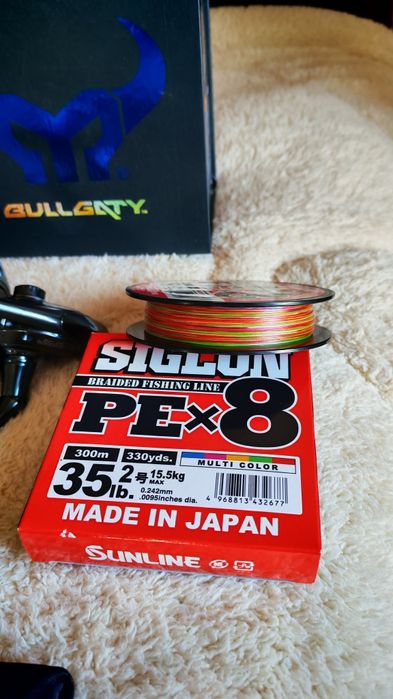 BULLGATY™
SIGLON
BRAIDED FISHING LINE
PE×8
300m 330yds.
MULTI COLOR
35lb. 2号 15.5kg MAX
0.242mm
.0095inches dia.
4 968813 432677
MADE IN JAPAN
SUNLINE